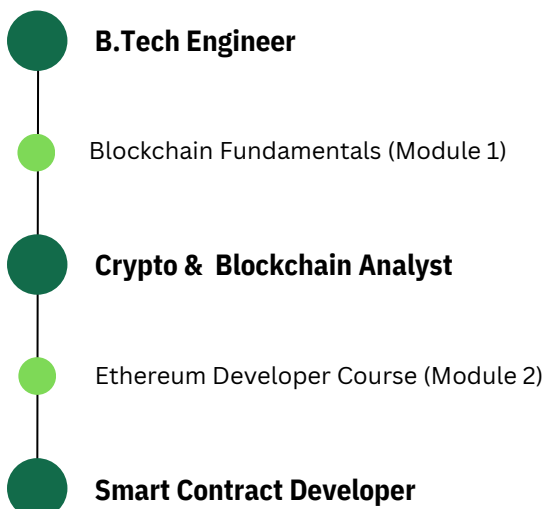 B.Tech Engineer
Blockchain Fundamentals (Module 1)
Crypto & Blockchain Analyst
Ethereum Developer Course (Module 2)
Smart Contract Developer